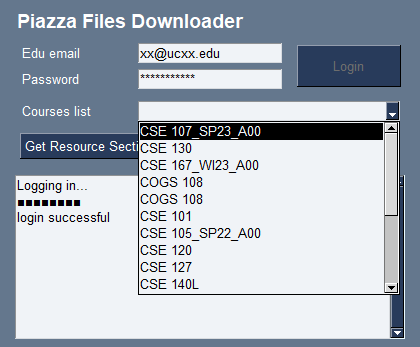 Piazza Files Downloader
Edu email xx@ucxx.edu Login
Password ***********
Courses list
CSE 107_SP23_A00
CSE 130
Get Resource Secti
CSE 167_WI23_A00
COGS 108
COGS 108
CSE 101
CSE 105_SP22_A00
CSE 120
CSE 127
CSE 140L
Logging in...
■■■■■■■■
login successful